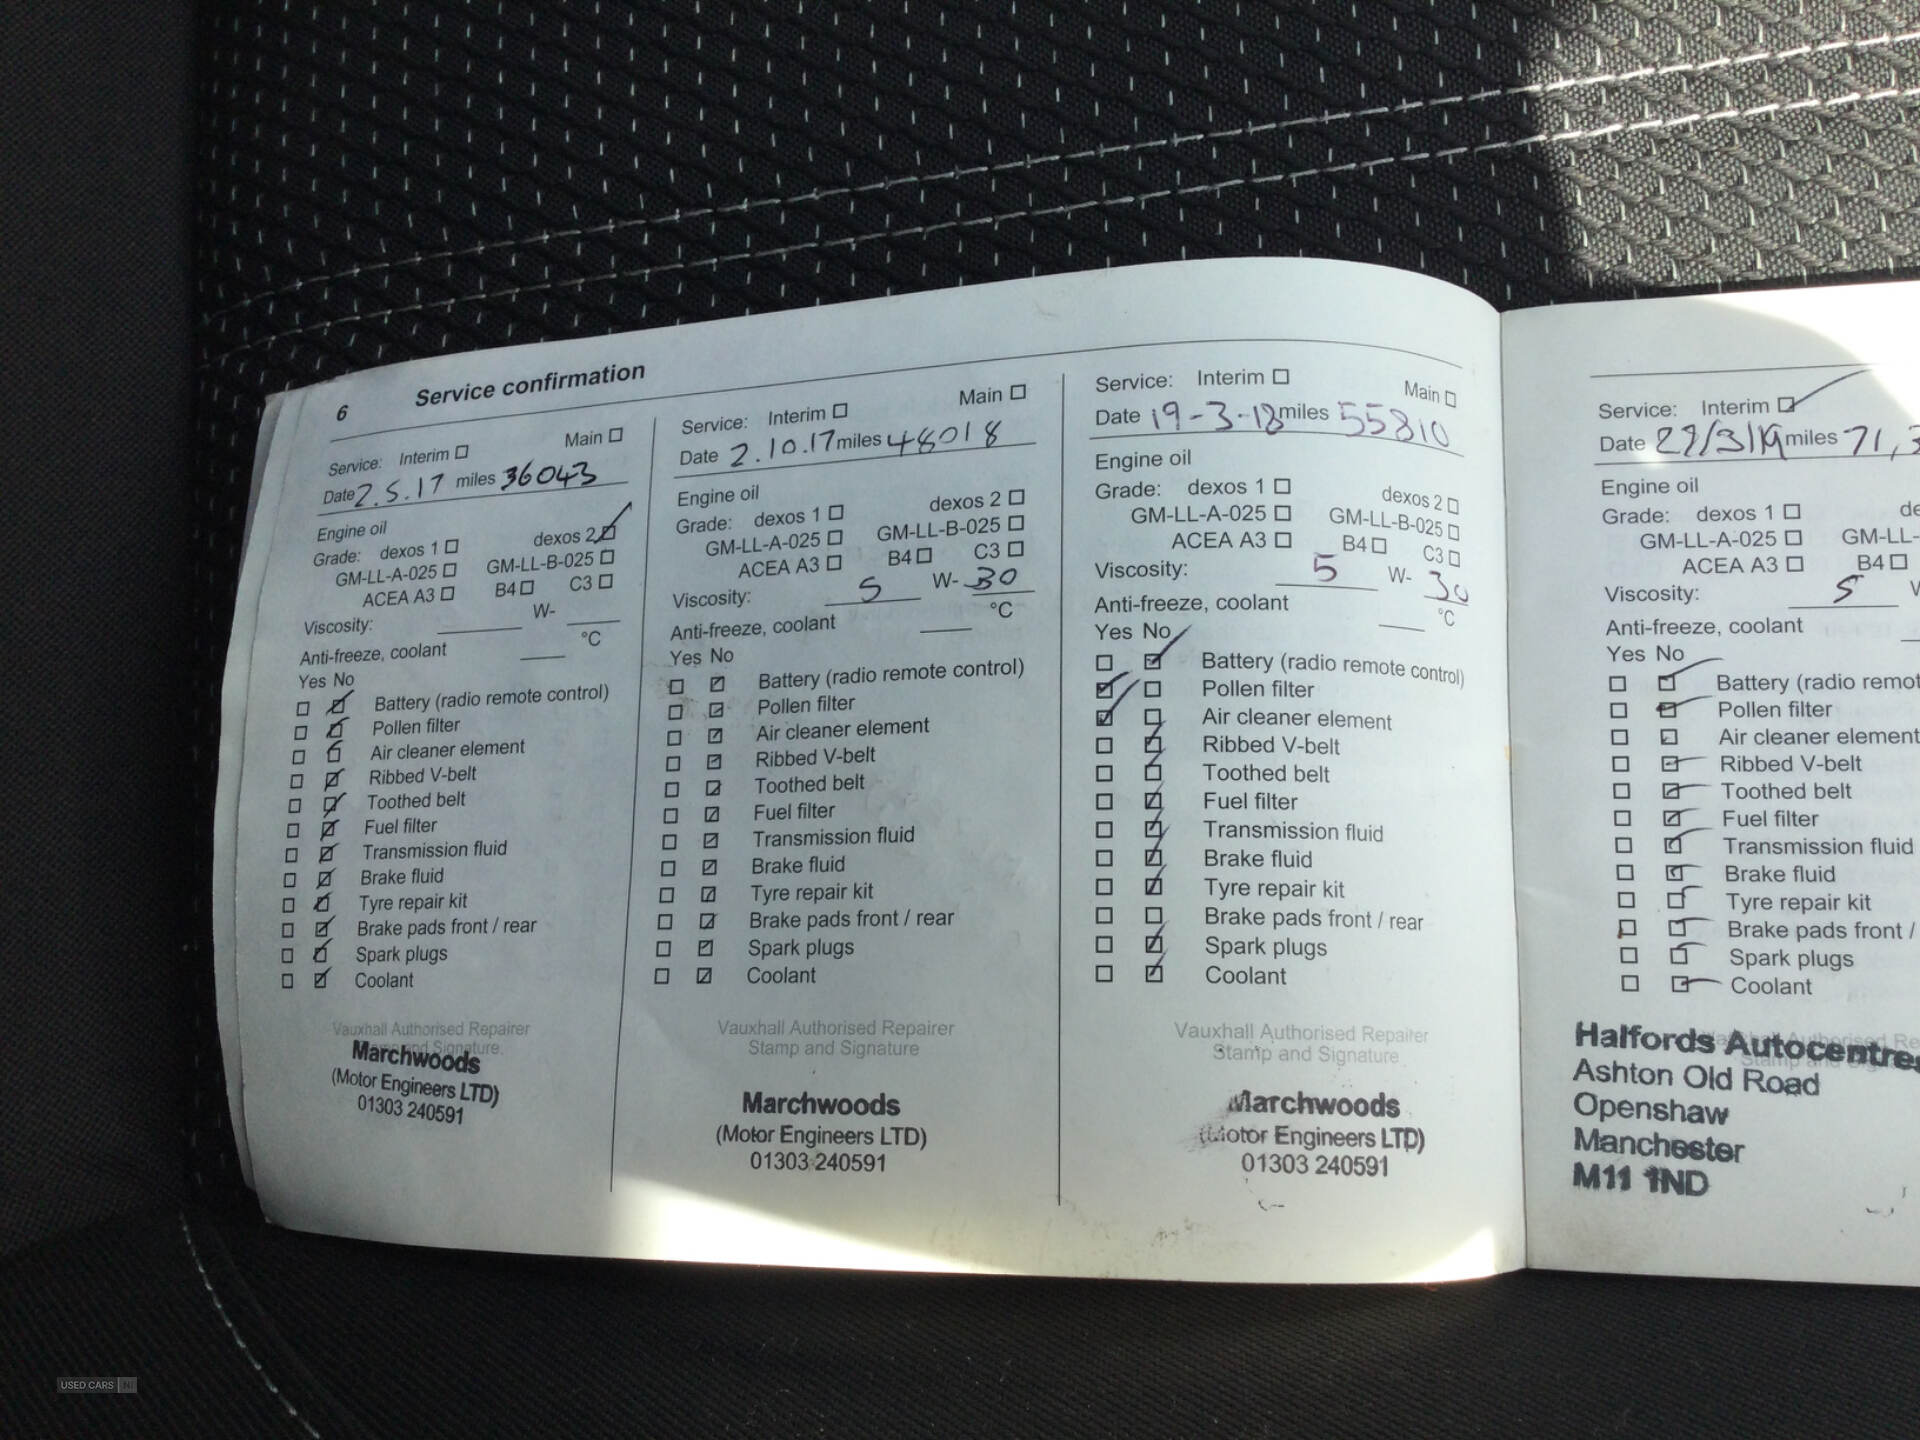 6 Service confirmation
Service: Interim Main
Date 2.5.17 miles 36043
Engine oil
Grade: dexos 1 dexos 2
GM-LL-A-025 GM-LL-B-025
ACEA A3 B4 C3
Viscosity: W-
Anti-freeze, coolant °C
Yes No
Battery (radio remote control)
Pollen filter
Air cleaner element
Ribbed V-belt
Toothed belt
Fuel filter
Transmission fluid
Brake fluid
Tyre repair kit
Brake pads front / rear
Spark plugs
Coolant
Vauxhall Authorised Repairer
Stamp and Signature
Marchwoods
(Motor Engineers LTD)
01303 240591
Service: Interim Main
Date 2.10.17 miles 48018
Engine oil
Grade: dexos 1 dexos 2
GM-LL-A-025 GM-LL-B-025
ACEA A3 B4 C3
Viscosity: 5 W- 30
Anti-freeze, coolant °C
Yes No
Battery (radio remote control)
Pollen filter
Air cleaner element
Ribbed V-belt
Toothed belt
Fuel filter
Transmission fluid
Brake fluid
Tyre repair kit
Brake pads front / rear
Spark plugs
Coolant
Vauxhall Authorised Repairer
Stamp and Signature
Marchwoods
(Motor Engineers LTD)
01303 240591
Service: Interim Main
Date 19-3-18 miles 55810
Engine oil
Grade: dexos 1 dexos 2
GM-LL-A-025 GM-LL-B-025
ACEA A3 B4 C3
Viscosity: 5 W- 30
Anti-freeze, coolant °C
Yes No
Battery (radio remote control)
Pollen filter
Air cleaner element
Ribbed V-belt
Toothed belt
Fuel filter
Transmission fluid
Brake fluid
Tyre repair kit
Brake pads front / rear
Spark plugs
Coolant
Vauxhall Authorised Repairer
Stamp and Signature
Marchwoods
(Motor Engineers LTD)
01303 240591
Service: Interim
Date 29/3/19 miles 71,3
Engine oil
Grade: dexos 1 de
GM-LL-A-025 GM-LL-
ACEA A3 B4
Viscosity: 5
Anti-freeze, coolant
Yes No
Battery (radio remot
Pollen filter
Air cleaner element
Ribbed V-belt
Toothed belt
Fuel filter
Transmission fluid
Brake fluid
Tyre repair kit
Brake pads front /
Spark plugs
Coolant
Halfords Autocentres
Ashton Old Road
Openshaw
Manchester
M11 1ND
USED CARS NI